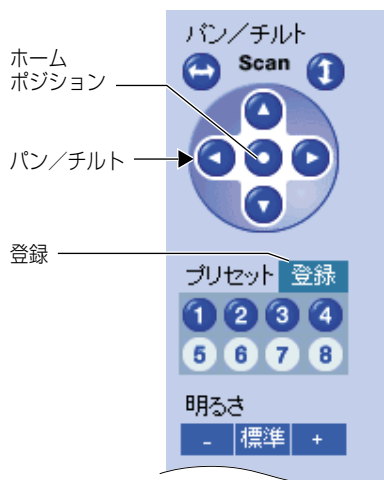 パン／チルト
Scan
ホーム
ポジション
パン／チルト
登録
プリセット 登録
1 2 3 4
5 6 7 8
明るさ
- 標準 +